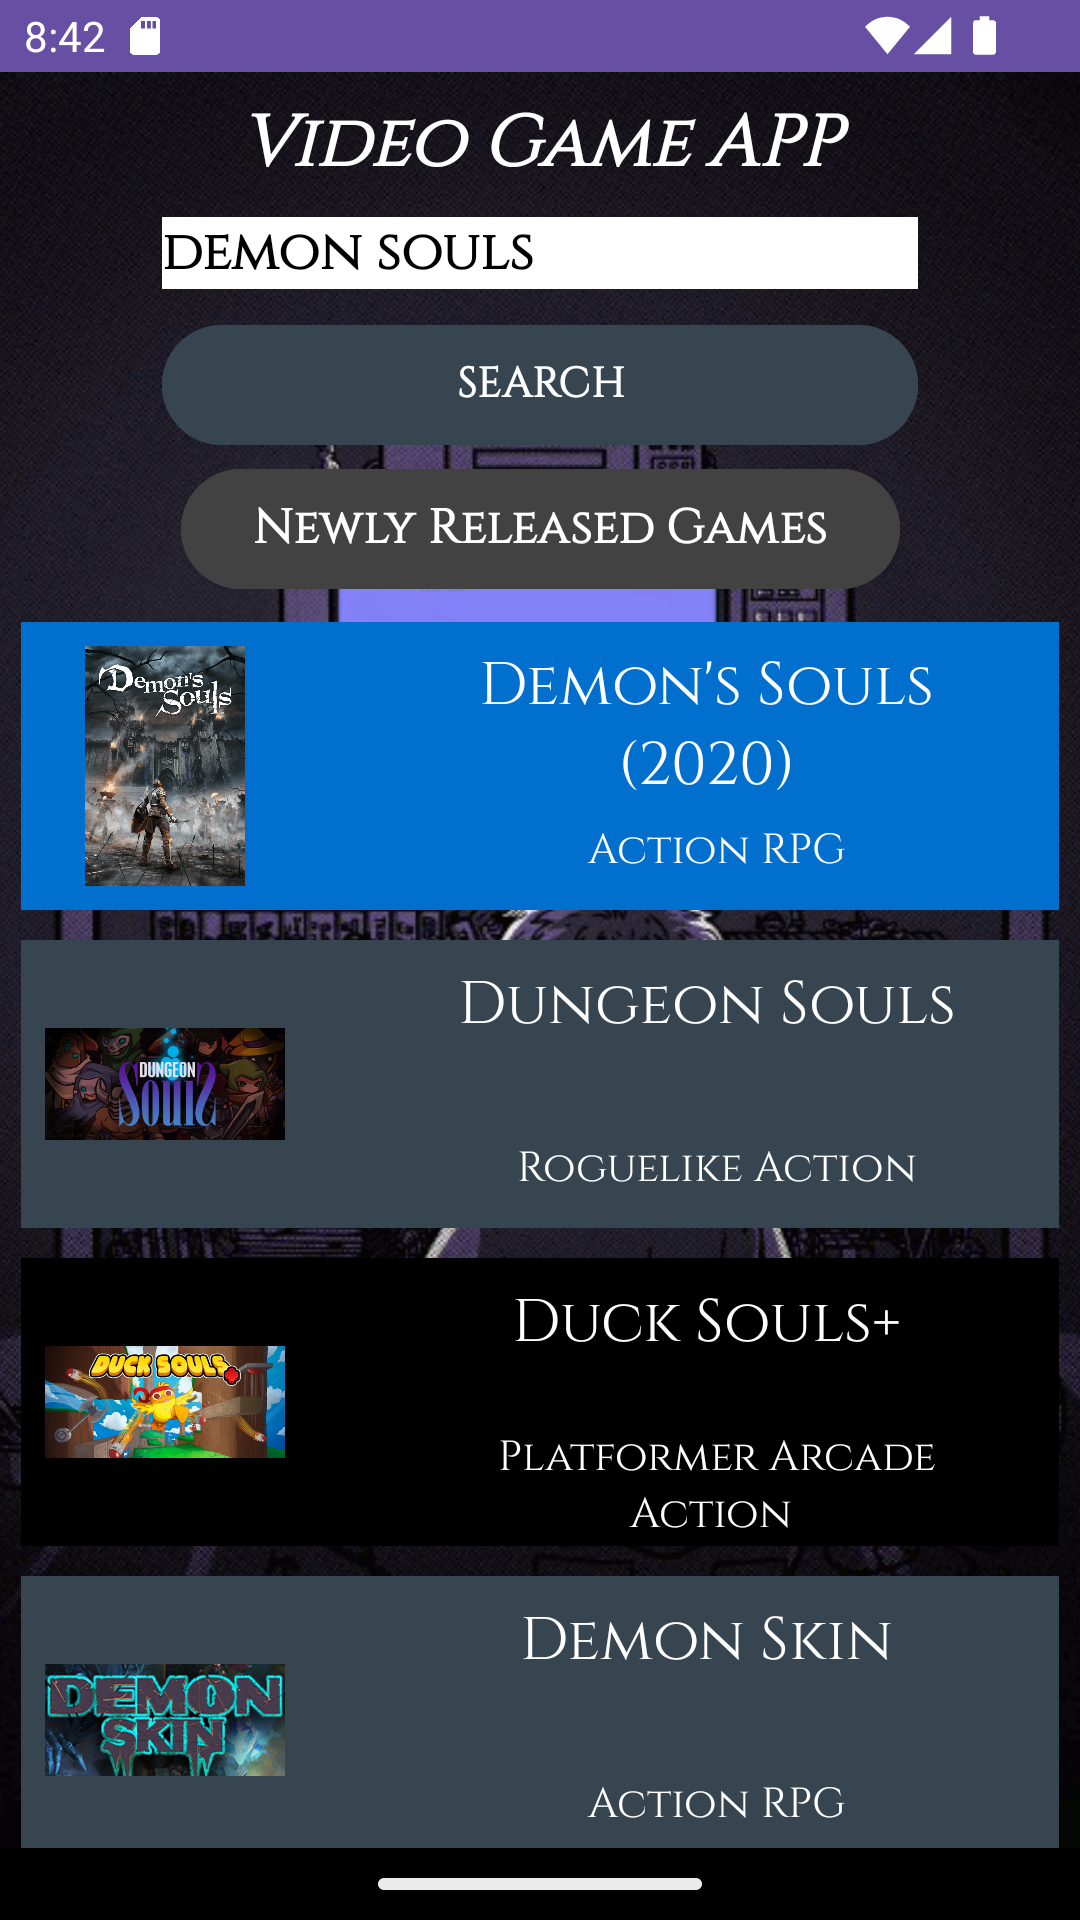 8:42
Video Game APP
demon souls
search
Newly Released Games
Demon's Souls
Demon's Souls
(2020)
Action RPG
Dungeon Souls
DUNGEON
SOULS
Roguelike Action
Duck Souls+
DUCK SOULS+
Platformer Arcade
Action
Demon Skin
DEMON
SKIN
Action RPG